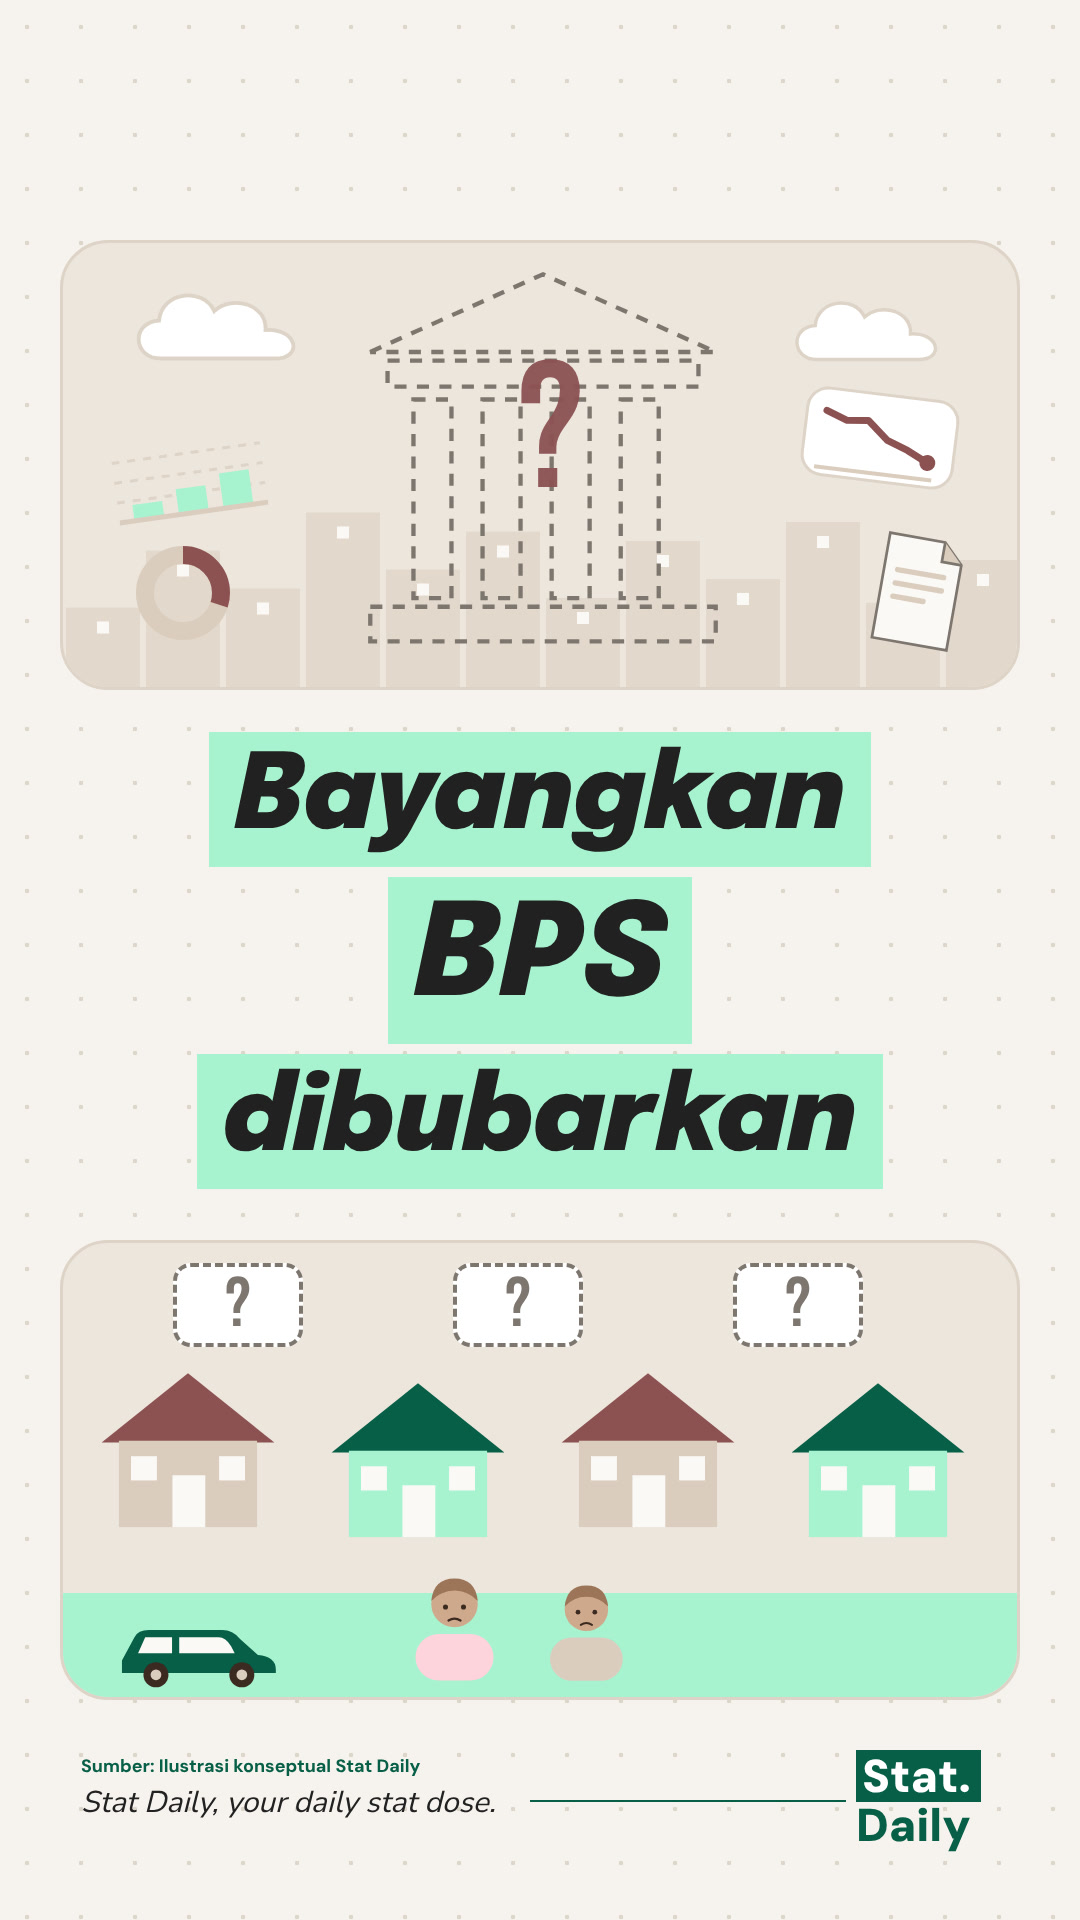 ?
Bayangkan
BPS
dibubarkan
? ? ?
Sumber: Ilustrasi konseptual Stat Daily
Stat Daily, your daily stat dose.
Stat.
Daily